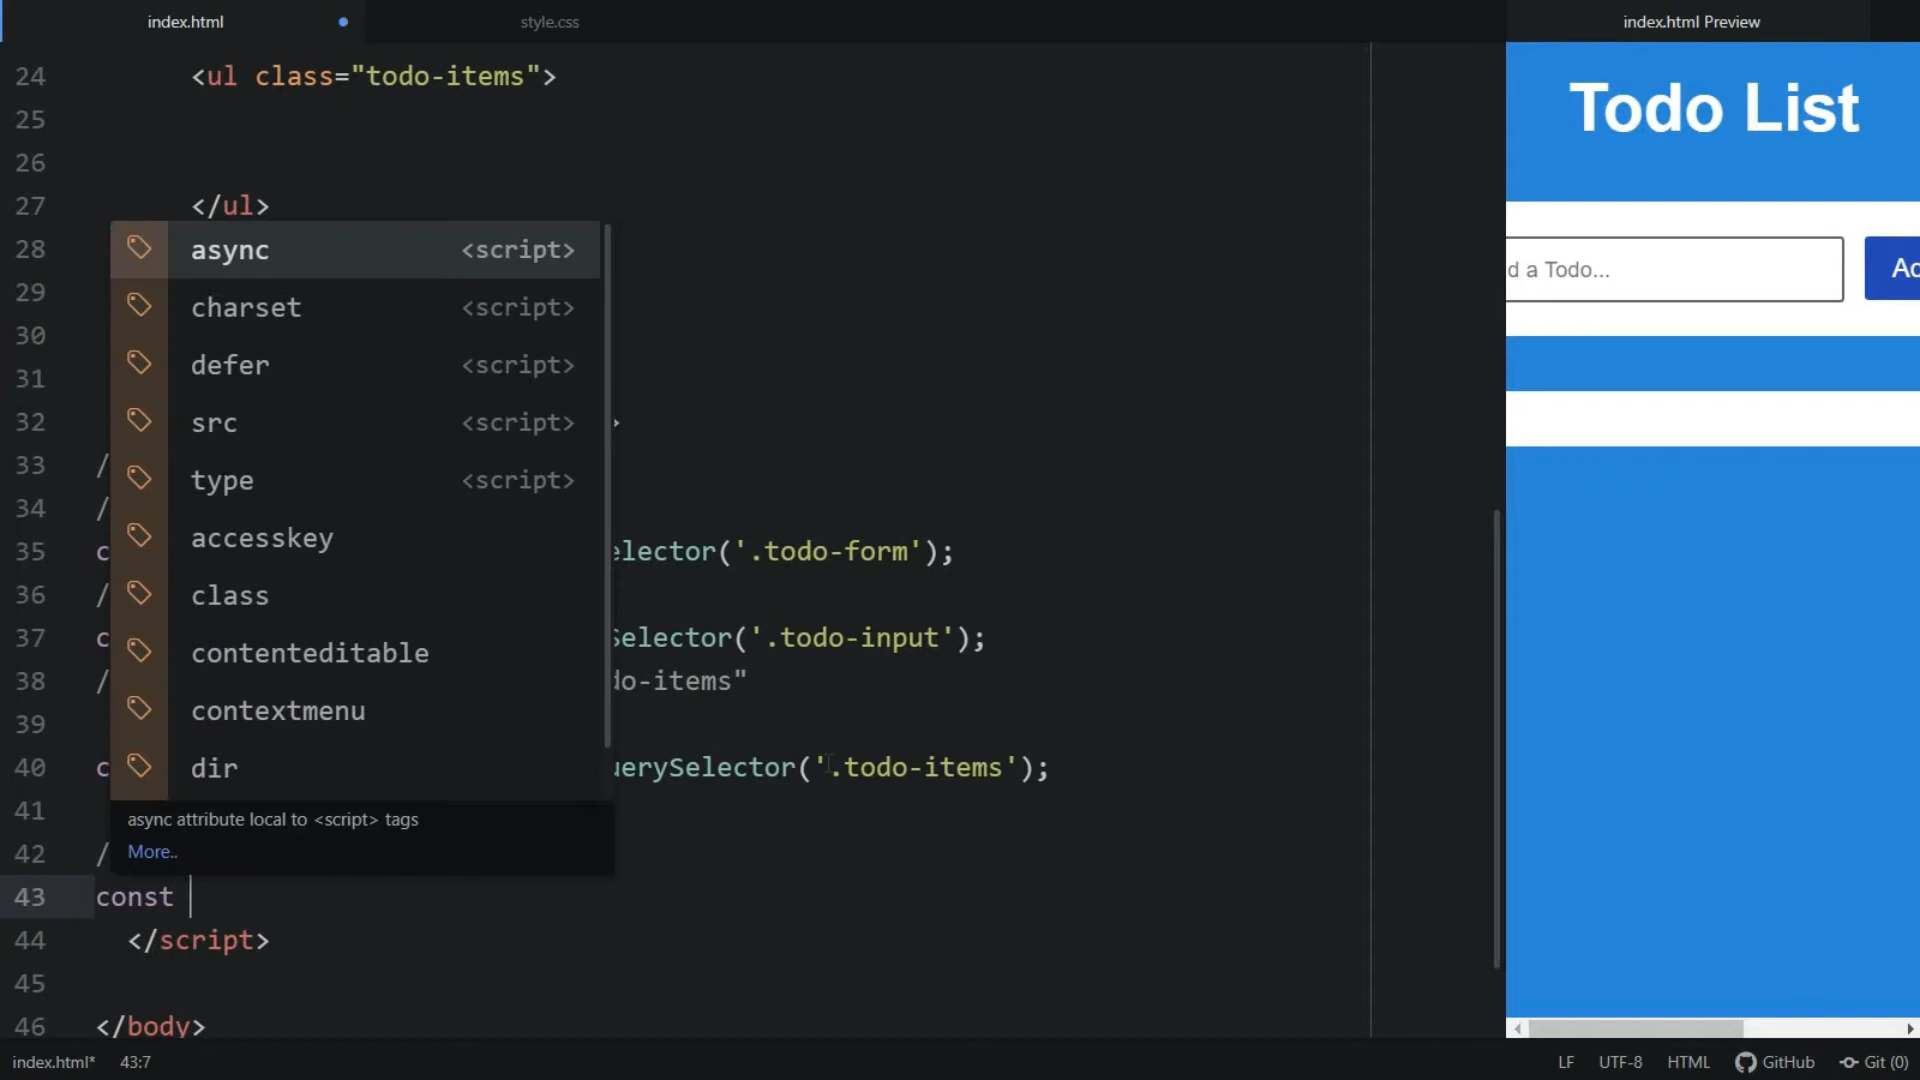 index.html
style.css
index.html Preview
24 <ul class="todo-items">
25
26
27 </ul>
28
29
30
31
32
33 /
34 /
35 c elector('.todo-form');
36 /
37 c Selector('.todo-input');
38 / do-items"
39
40 c uerySelector('.todo-items');
41
42 /
43 const
44 </script>
45
46 </body>
async <script>
charset <script>
defer <script>
src <script>
type <script>
accesskey
class
contenteditable
contextmenu
dir
async attribute local to <script> tags
More..
Todo List
d a Todo...
Ad
index.html* 43:7
LF UTF-8 HTML GitHub Git (0)